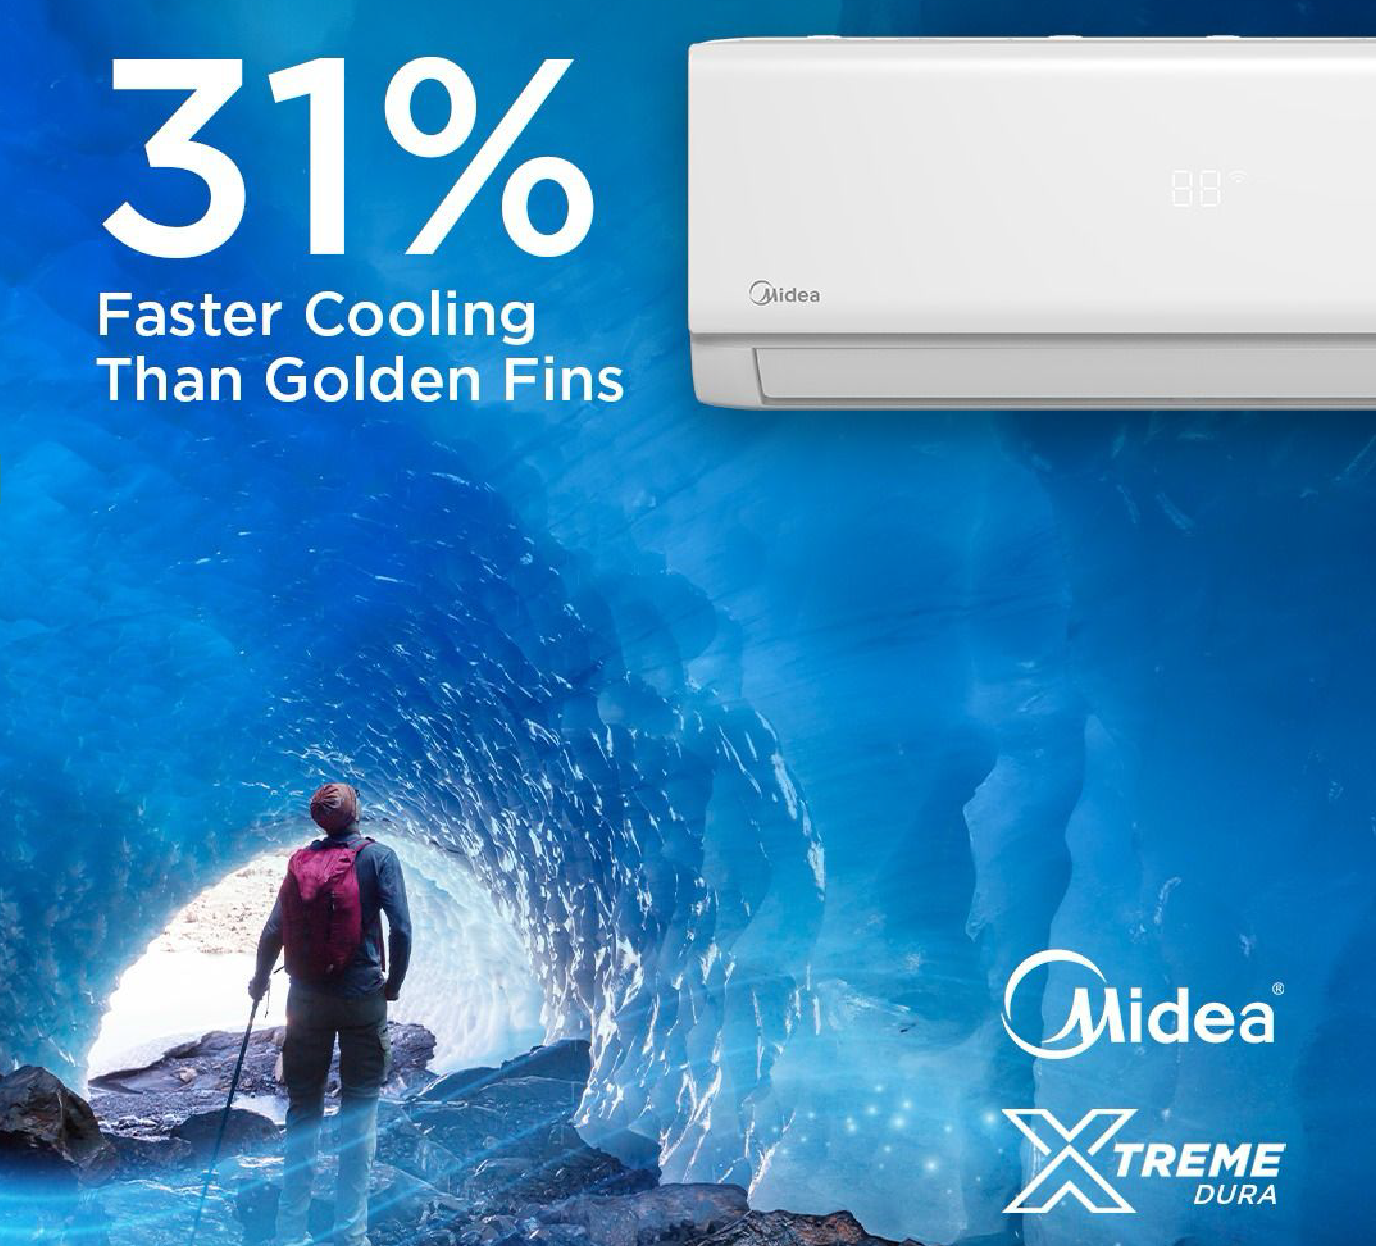 31%
Faster Cooling
Than Golden Fins
88
Midea
Midea®
XTREME
DURA